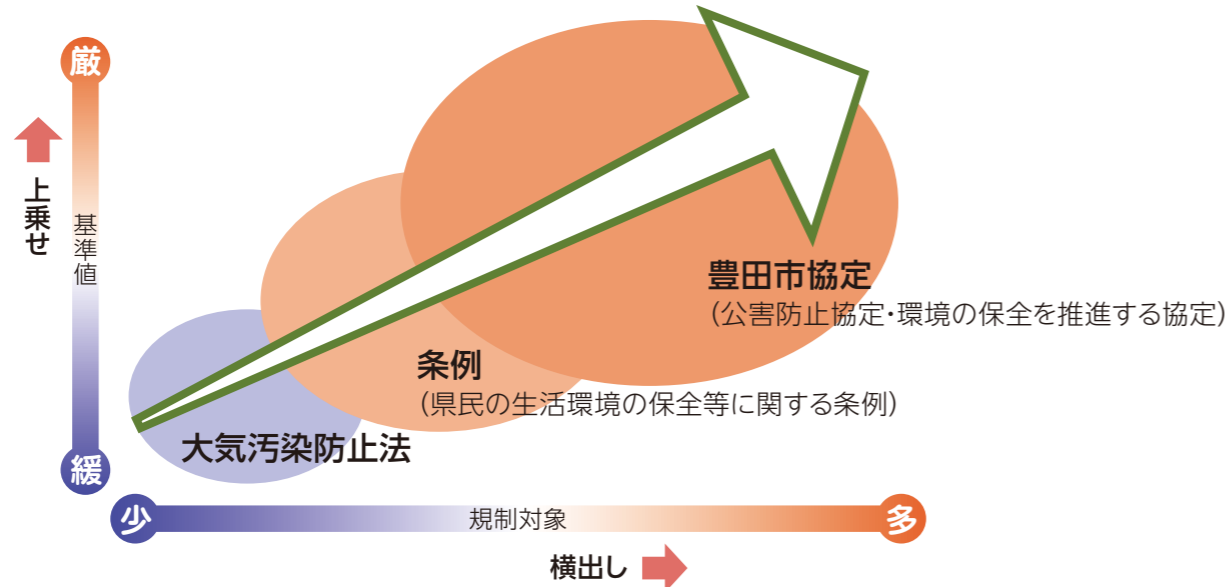 厳
上乗せ
基準値
緩
豊田市協定
（公害防止協定・環境の保全を推進する協定）
条例
（県民の生活環境の保全等に関する条例）
大気汚染防止法
少
規制対象
多
横出し